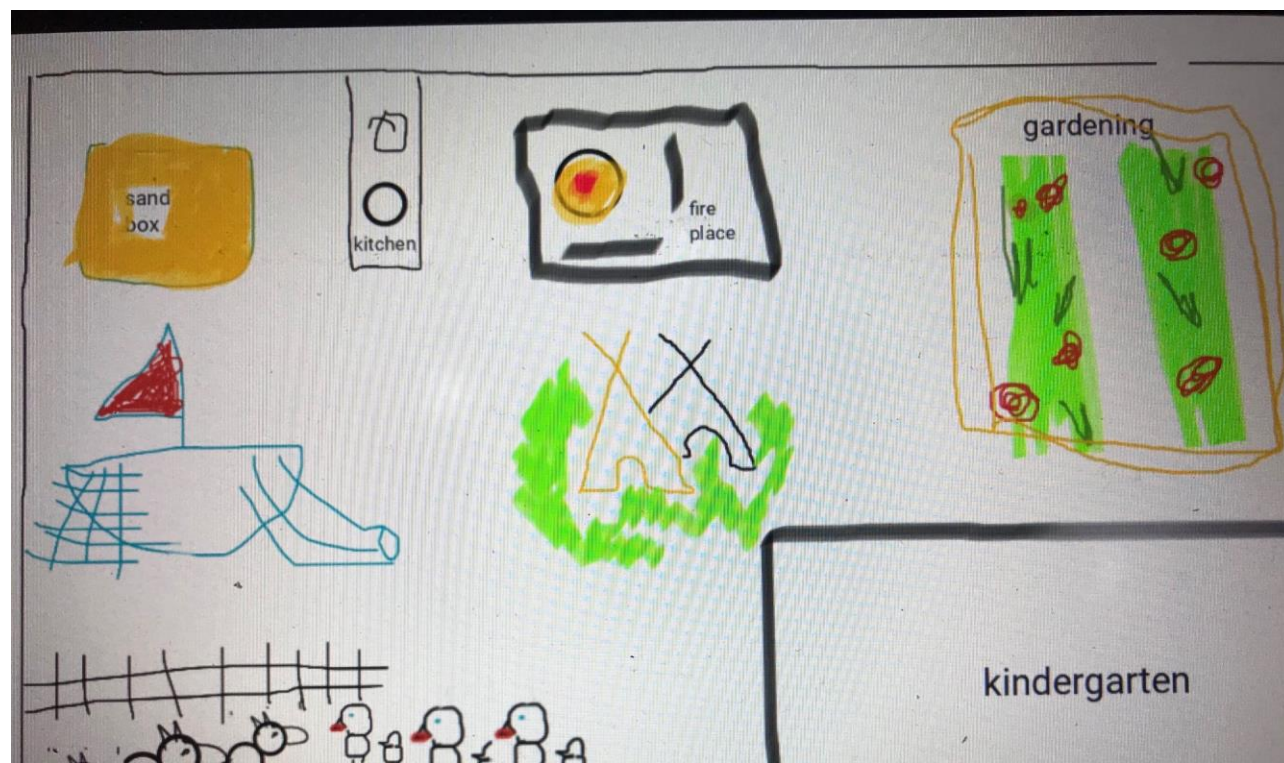 sand
box
kitchen
fire
place
gardening
kindergarten